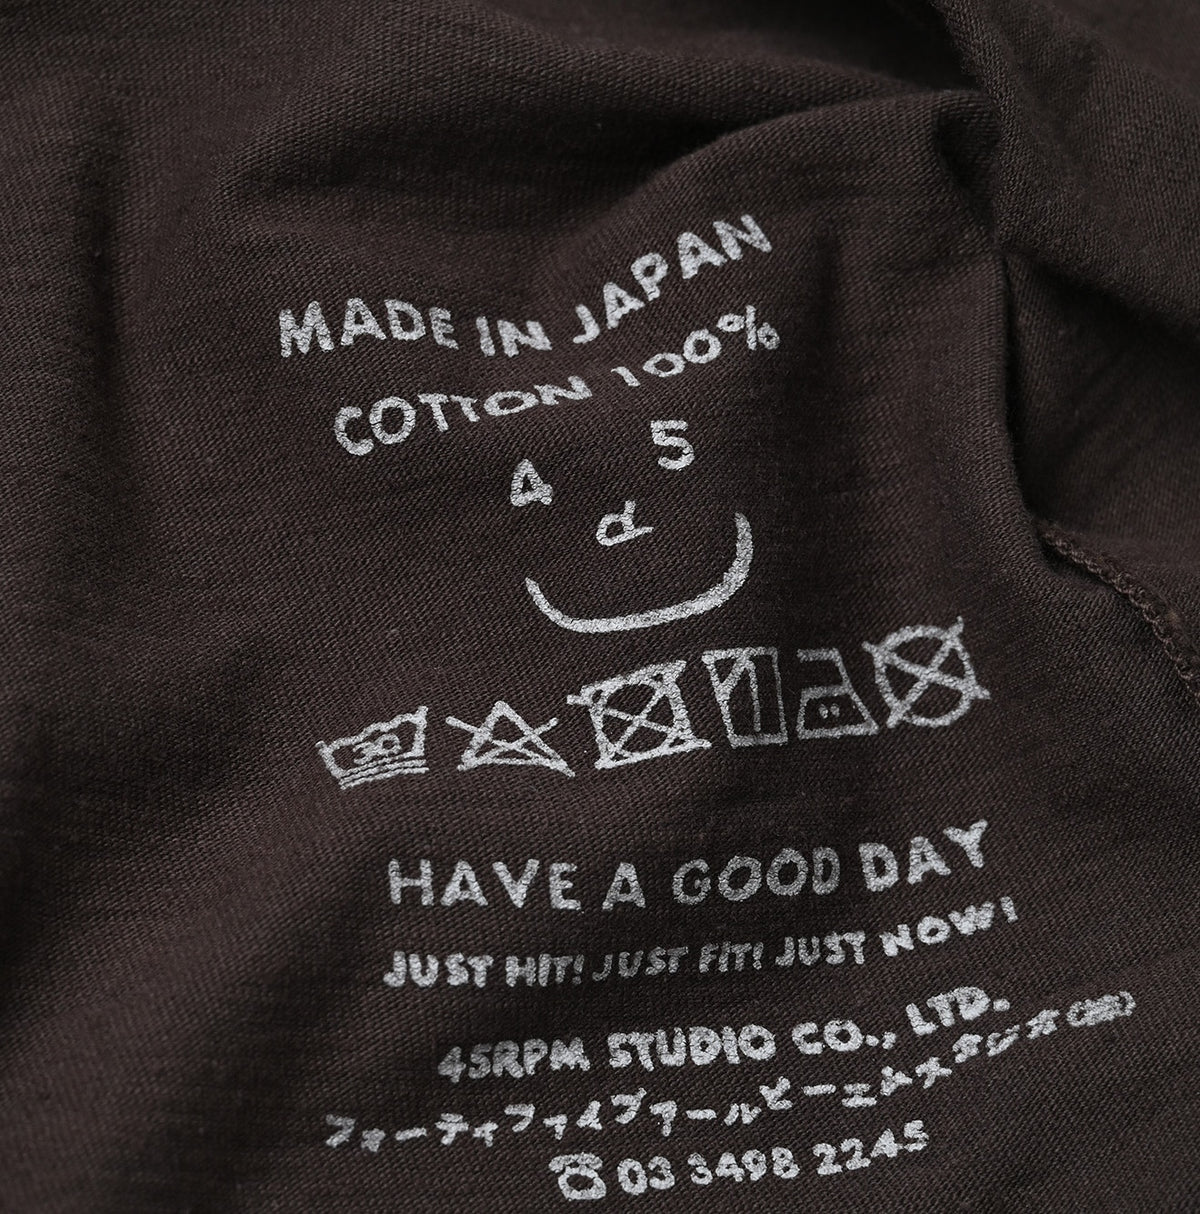 MADE IN JAPAN
COTTON 100%
4 5
R
30
HAVE A GOOD DAY
JUST HIT! JUST FIT! JUST NOW!
45RPM STUDIO CO., LTD.
フォーティファイブアールピーエムスタジオ(株)
☎03 3498 2245